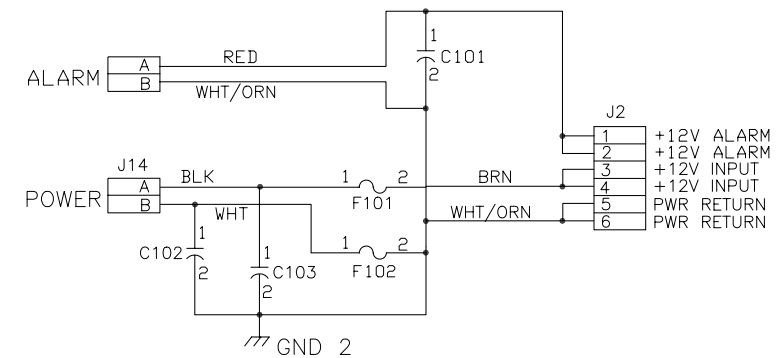 1
RED
C101
A
ALARM
B
2
WHT/ORN
J2
1 +12V ALARM
2 +12V ALARM
J14
BLK
1 2
BRN
3 +12V INPUT
A
4 +12V INPUT
POWER
B
F101
WHT/ORN
5 PWR RETURN
WHT
6 PWR RETURN
1
1 2
C102
1
F102
2
C103
2
GND 2